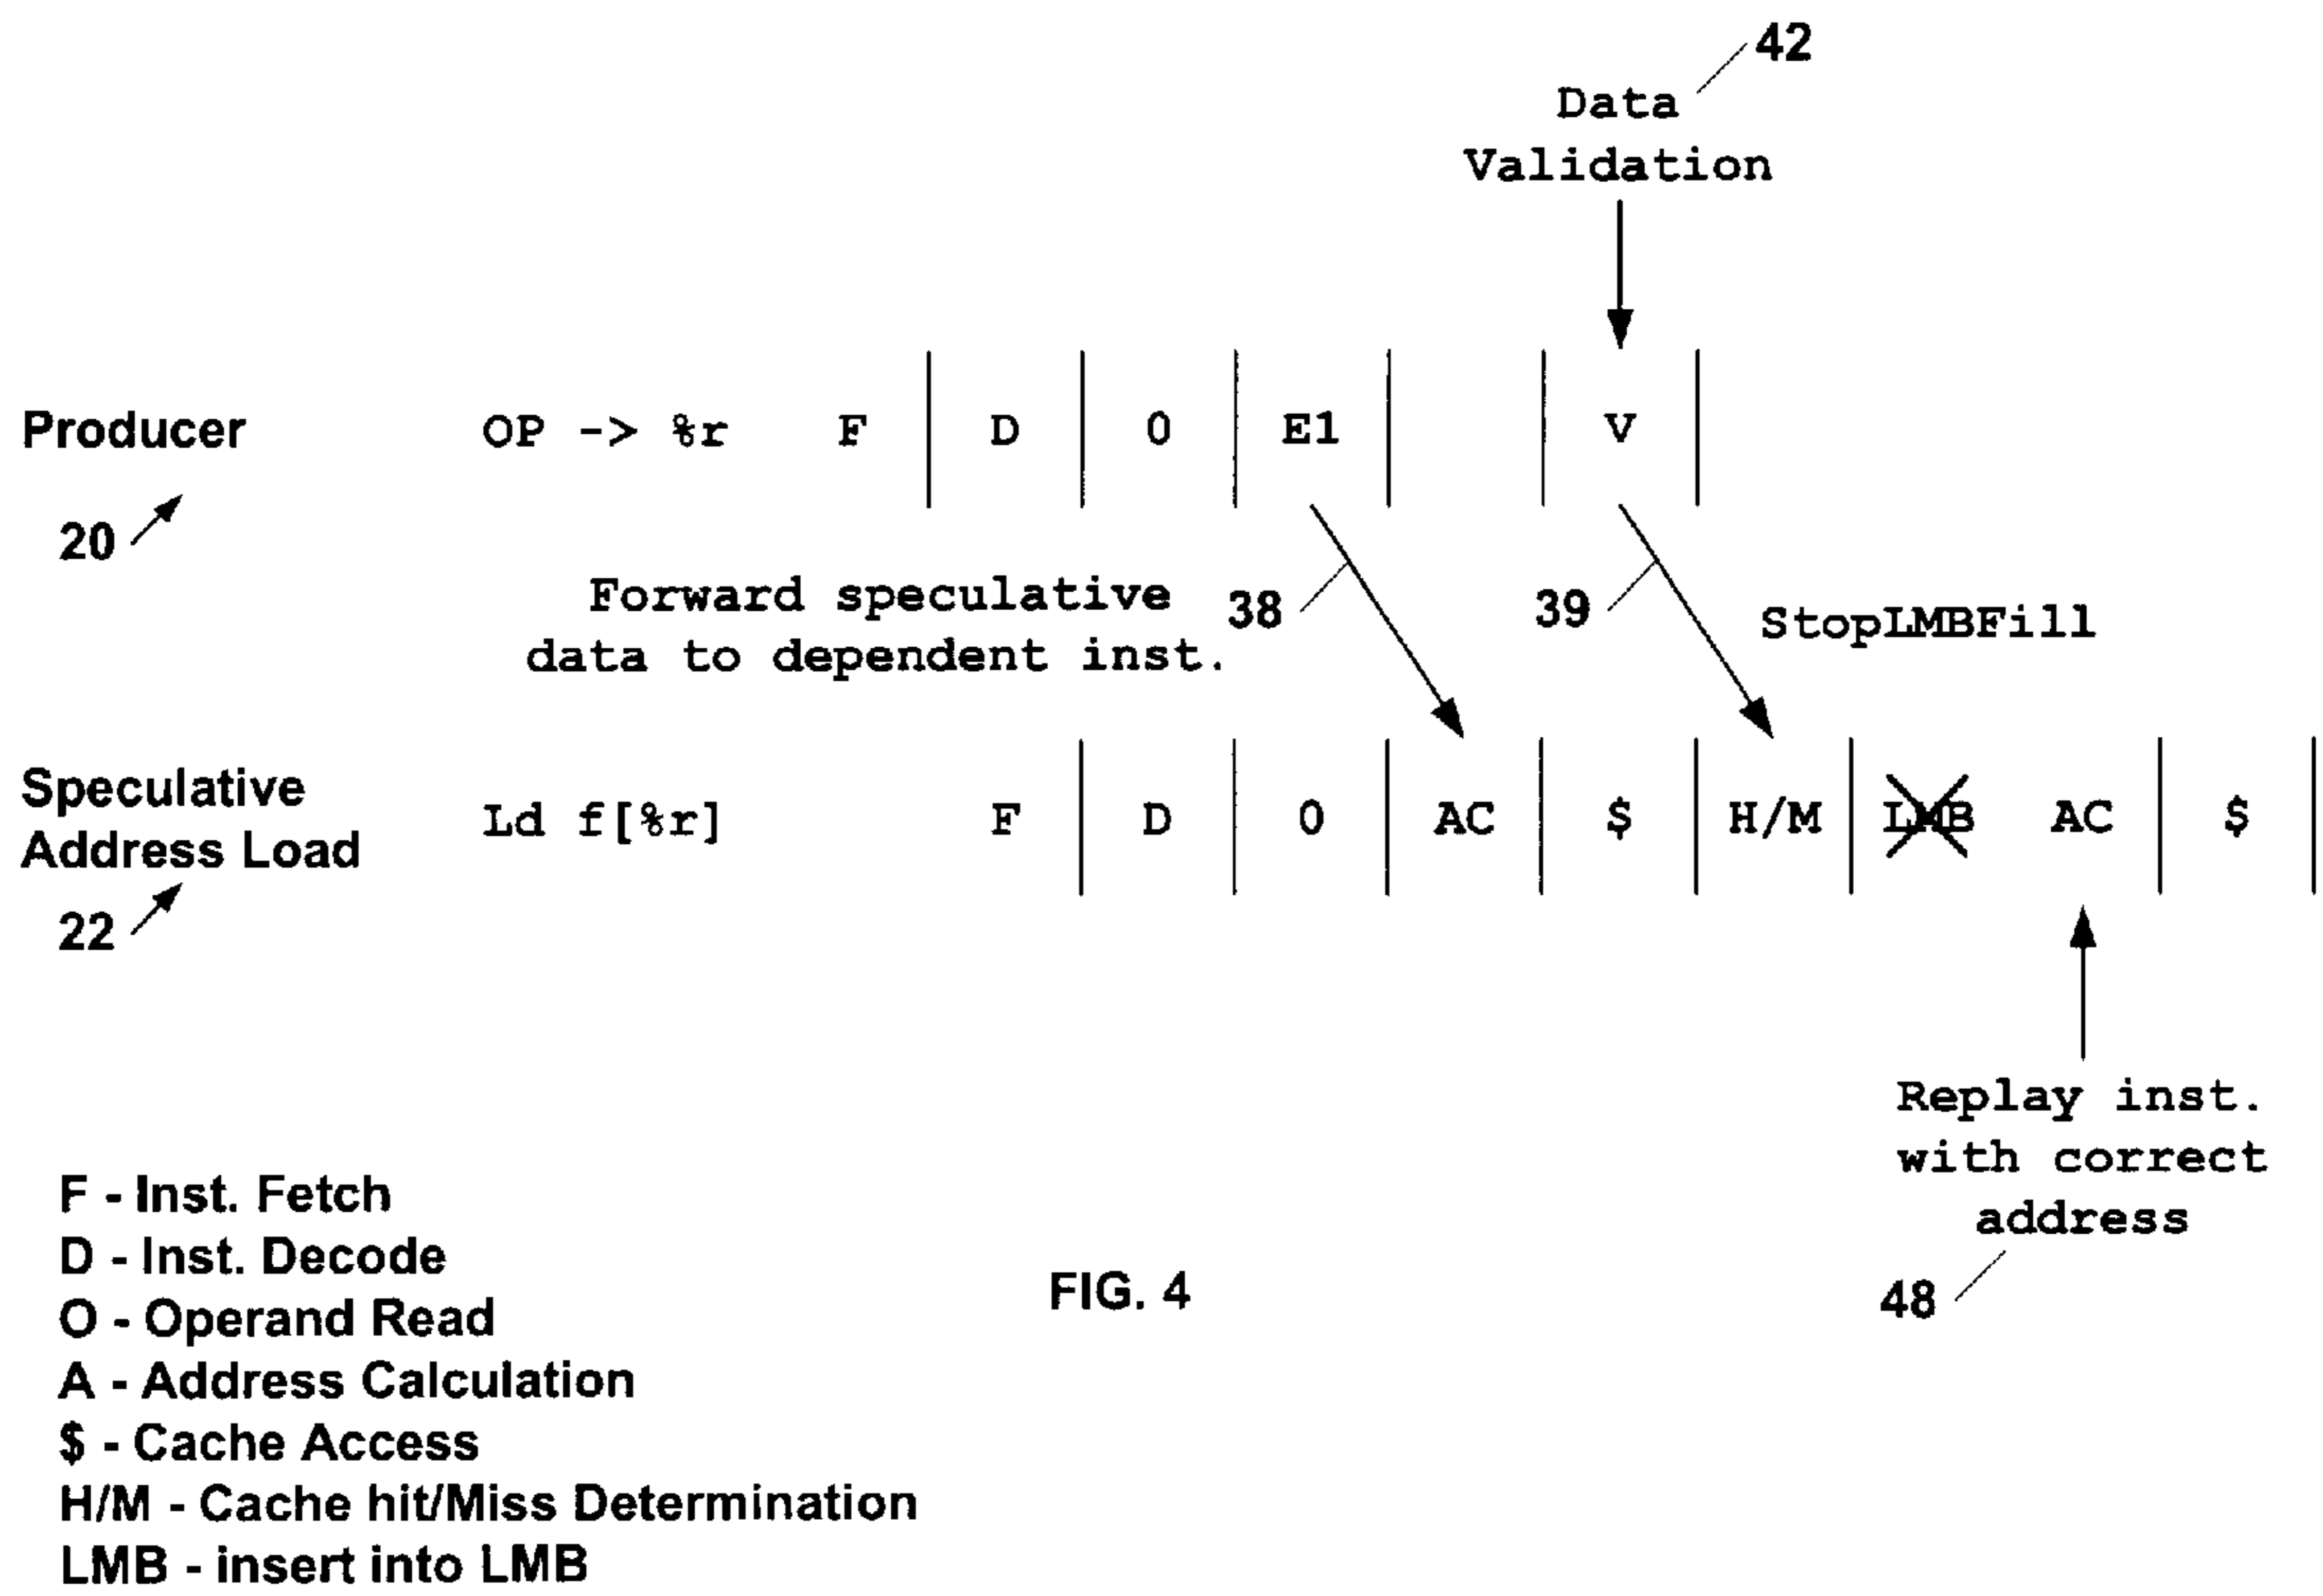 42
Data
Validation
Producer OP -> %r F D O E1 V
20
Forward speculative
data to dependent inst.
38
39
StopLMBFill
Speculative
Address Load
Ld f[%r] F D O AC $ H/M LMB AC $
22
Replay inst.
with correct
address
48
F - Inst. Fetch
D - Inst. Decode
O - Operand Read
A - Address Calculation
$ - Cache Access
H/M - Cache hit/Miss Determination
LMB - insert into LMB
FIG. 4